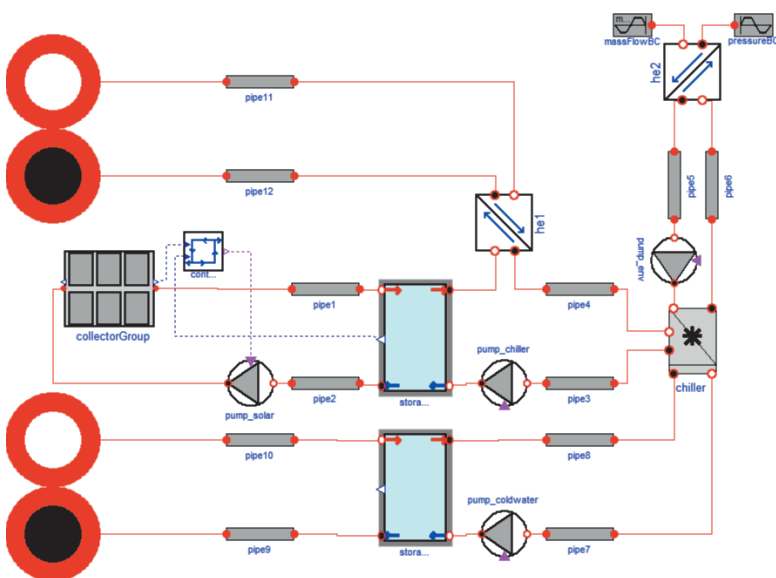 m...
massFlowBC
pressureBC
he2
pipe11
pipe12
pipe5
pipe6
he1
cont...
pump_env
collectorGroup
pipe1
pipe4
pump_chiller
chiller
pump_solar
pipe2
stora...
pipe3
pipe10
pipe8
pump_coldwater
pipe9
stora...
pipe7